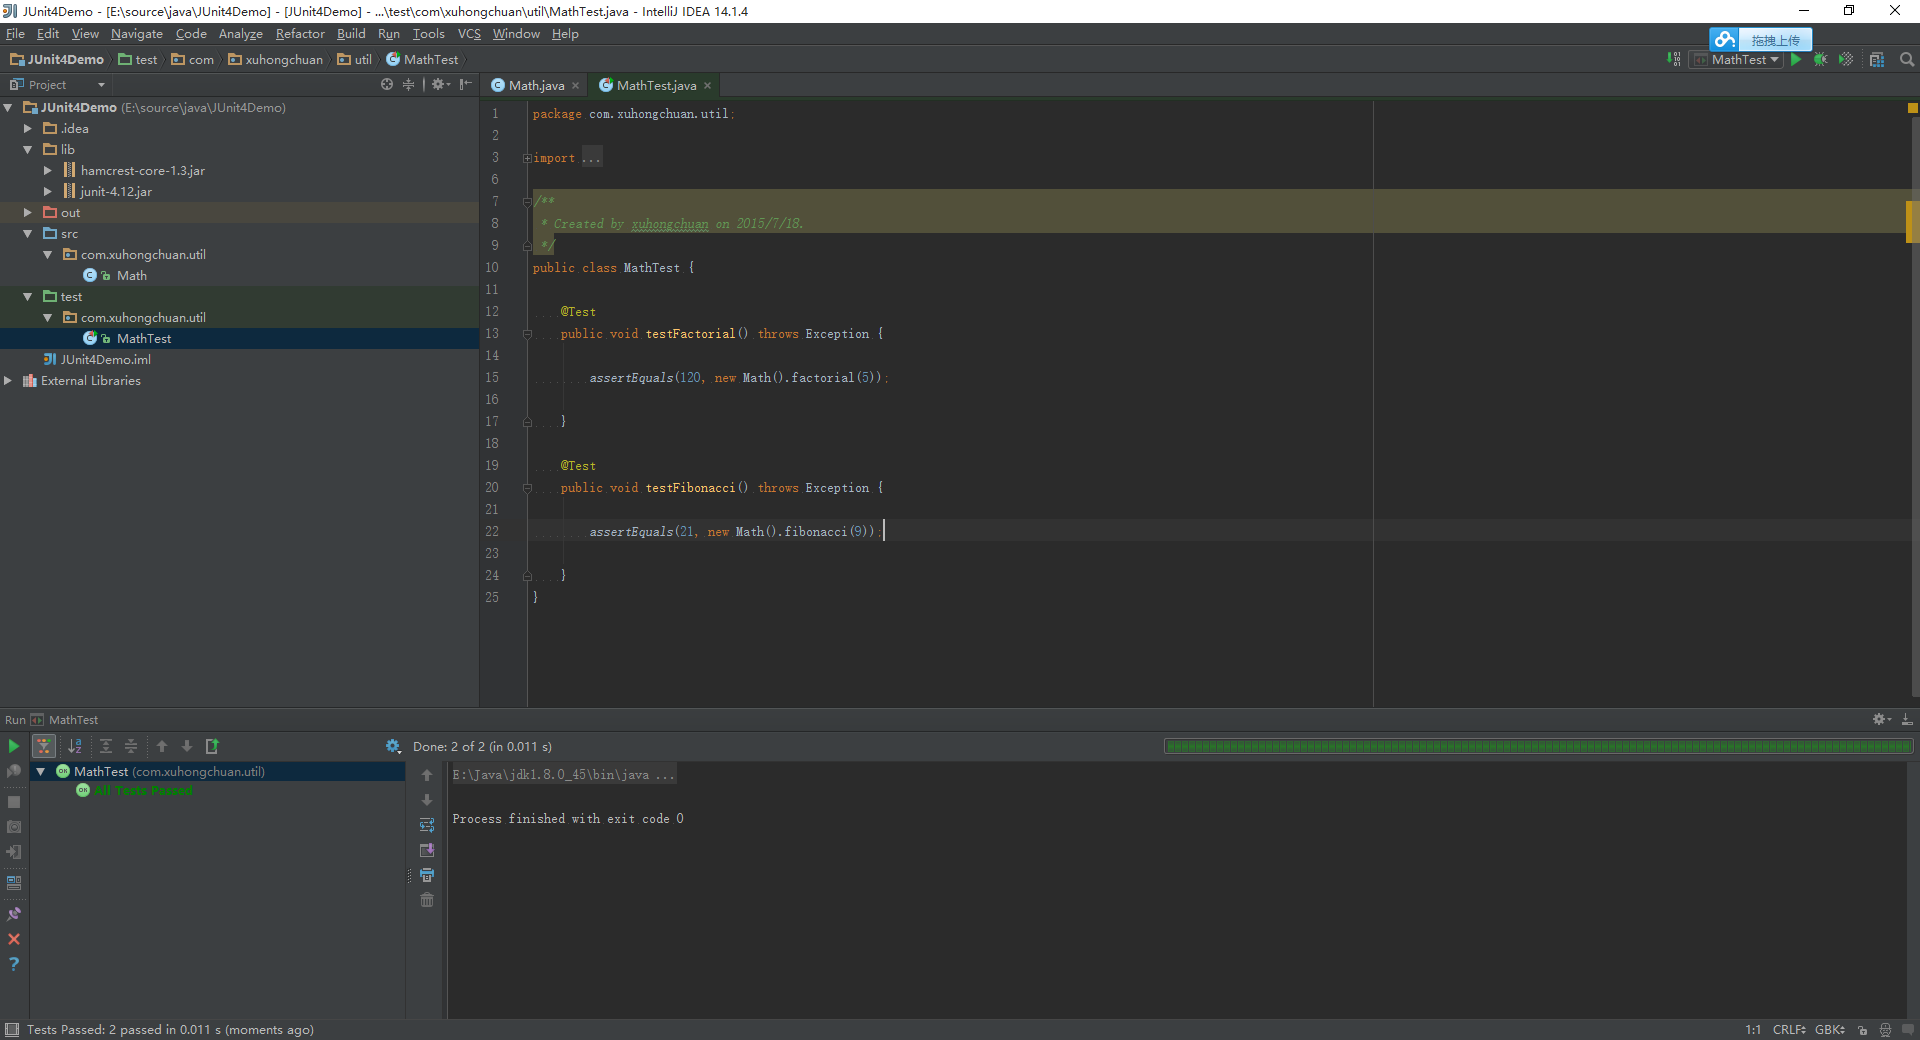 JUnit4Demo - [E:\source\java\JUnit4Demo] - [JUnit4Demo] - ...\test\com\xuhongchuan\util\MathTest.java - IntelliJ IDEA 14.1.4
File Edit View Navigate Code Analyze Refactor Build Run Tools VCS Window Help
拖拽上传
JUnit4Demo test com xuhongchuan util MathTest
MathTest
Project
Math.java MathTest.java
JUnit4Demo (E:\source\java\JUnit4Demo)
.idea
lib
hamcrest-core-1.3.jar
junit-4.12.jar
out
src
com.xuhongchuan.util
Math
test
com.xuhongchuan.util
MathTest
JUnit4Demo.iml
External Libraries
1 package com.xuhongchuan.util;
2
3 import ...
6
7 /**
8 * Created by xuhongchuan on 2015/7/18.
9 */
10 public class MathTest {
11
12 @Test
13 public void testFactorial() throws Exception {
14
15 assertEquals(120, new Math().factorial(5));
16
17 }
18
19 @Test
20 public void testFibonacci() throws Exception {
21
22 assertEquals(21, new Math().fibonacci(9));
23
24 }
25 }
Run MathTest
Done: 2 of 2 (in 0.011 s)
MathTest (com.xuhongchuan.util)
All Tests Passed
E:\Java\jdk1.8.0_45\bin\java ...
Process finished with exit code 0
Tests Passed: 2 passed in 0.011 s (moments ago)
1:1 CRLF GBK